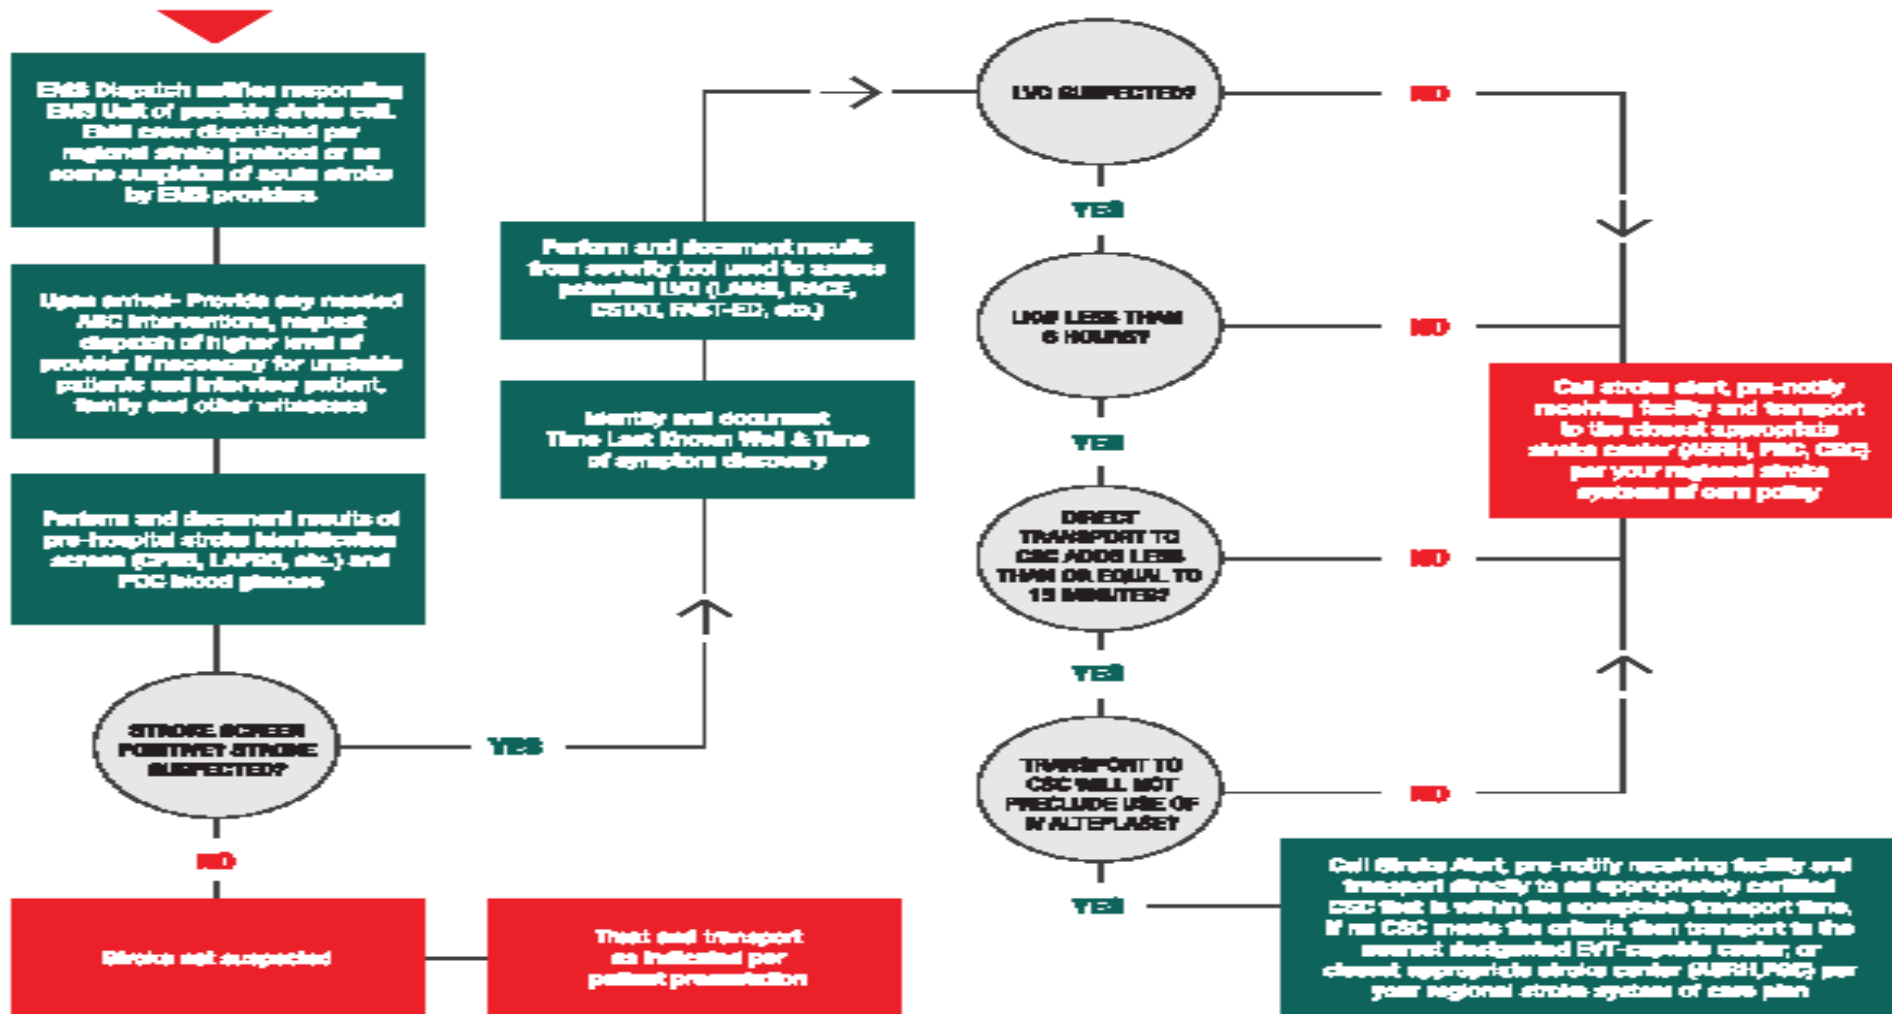 EMS Dispatch notifies responding
EMS Unit of possible stroke call.
EMS crew dispatched per
regional stroke protocol or on
scene suspicion of acute stroke
by EMS providers
Upon arrival- Provide any needed
ABC interventions, request
dispatch of higher level of
provider if necessary for unstable
patients and interview patient,
family and other witnesses
Perform and document results of
pre-hospital stroke identification
screen (CPSS, LAPSS, etc.) and
POC blood glucose
STROKE SCREEN
POSITIVE? STROKE
SUSPECTED?
YES
NO
Stroke not suspected
Treat and transport
as indicated per
patient presentation
Identify and document
Time Last Known Well & Time
of symptom discovery
Perform and document results
from severity tool used to assess
potential LVO (LAMS, RACE,
CSTAT, FAST-ED, etc.)
LVO SUSPECTED?
NO
YES
LKW LESS THAN
6 HOURS?
NO
YES
DIRECT
TRANSPORT TO
CSC ADDS LESS
THAN OR EQUAL TO
15 MINUTES?
NO
YES
TRANSPORT TO
CSC WILL NOT
PRECLUDE USE OF
IV ALTEPLASE?
NO
YES
Call stroke alert, pre-notify
receiving facility and transport
to the closest appropriate
stroke center (ASRH, PSC, CSC)
per your regional stroke
systems of care policy
Call Stroke Alert, pre-notify receiving facility and
transport directly to an appropriately certified
CSC that is within the acceptable transport time.
If no CSC meets the criteria then transport to the
nearest designated EVT-capable center, or
closest appropriate stroke center (ASRH,PSC) per
your regional stroke system of care plan